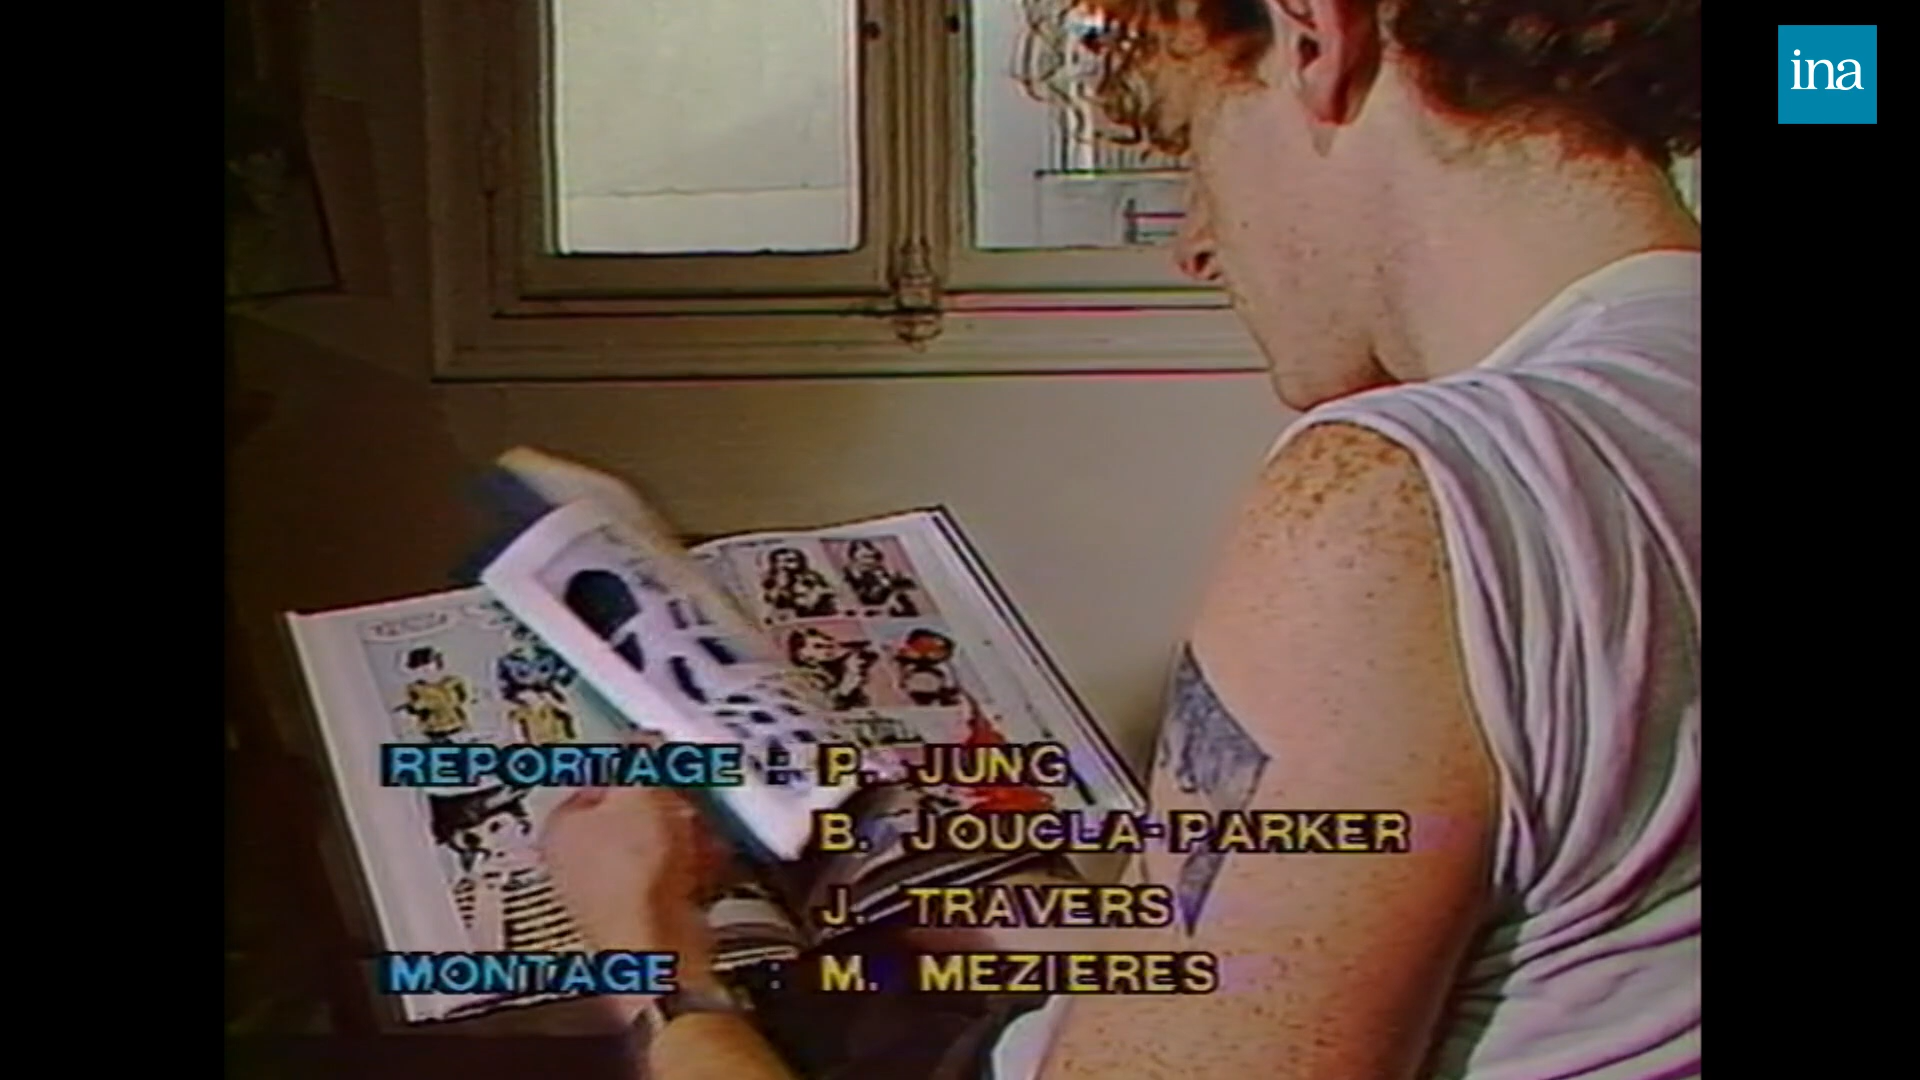 ina
REPORTAGE : P. JUNG
B. JOUCLA-PARKER
J. TRAVERS
MONTAGE : M. MEZIERES